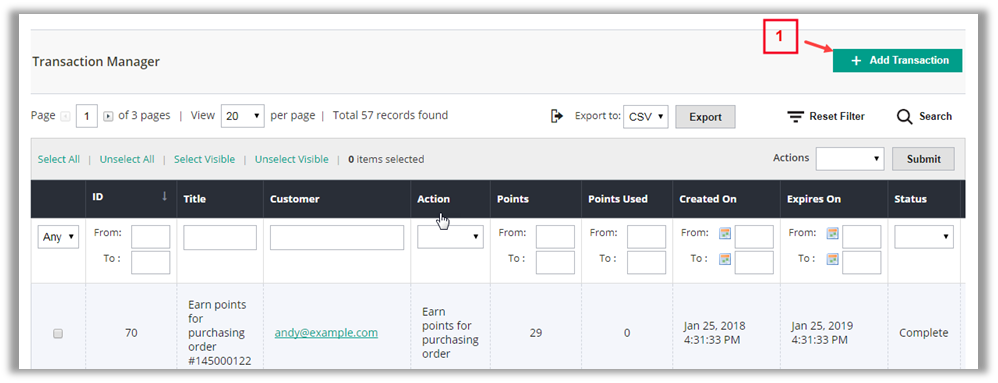 1
Transaction Manager
+ Add Transaction
Page 1 of 3 pages | View 20 per page | Total 57 records found
Export to: CSV Export
Reset Filter
Search
Select All | Unselect All | Select Visible | Unselect Visible | 0 items selected
Actions Submit
ID Title Customer Action Points Points Used Created On Expires On Status
Any From: From: From: From: From:
To : To : To : To : To :
Earn points
for
purchasing
order
#145000122
70
andy@example.com
Earn
points for
purchasing
order
29
0
Jan 25, 2018
4:31:33 PM
Jan 25, 2019
4:31:33 PM
Complete